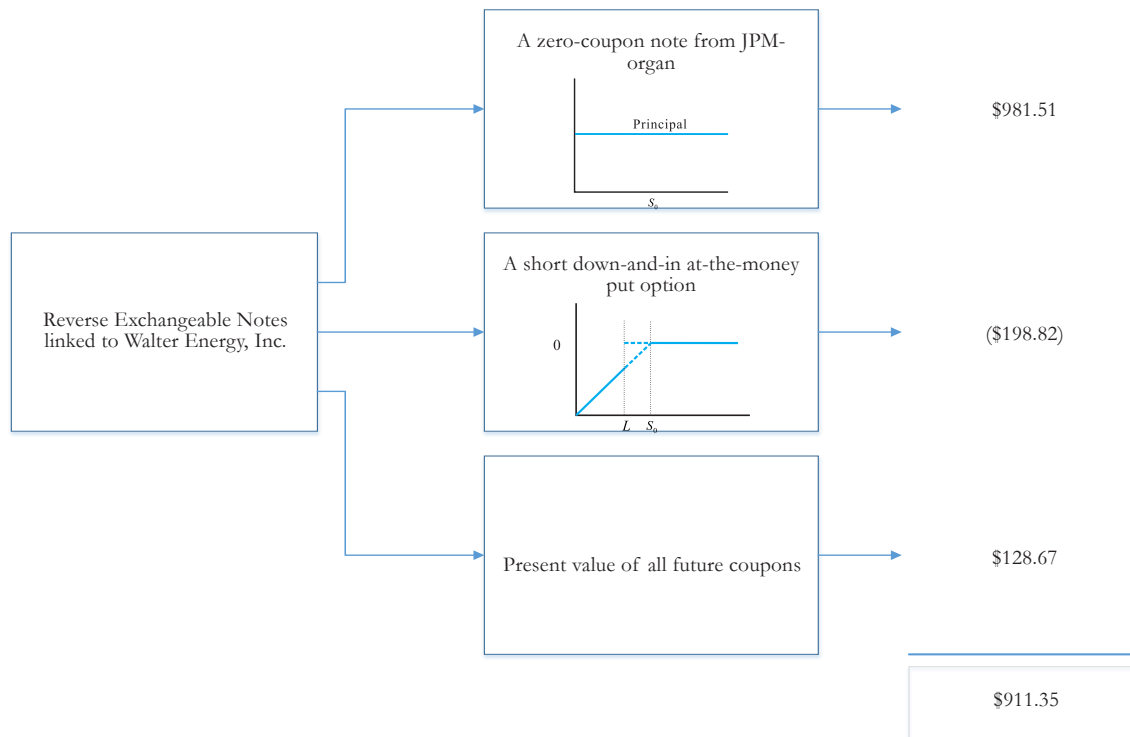 A zero-coupon note from JPM-
organ
Principal
S₀
$981.51
Reverse Exchangeable Notes
linked to Walter Energy, Inc.
A short down-and-in at-the-money
put option
0
L S₀
($198.82)
Present value of all future coupons
$128.67
$911.35